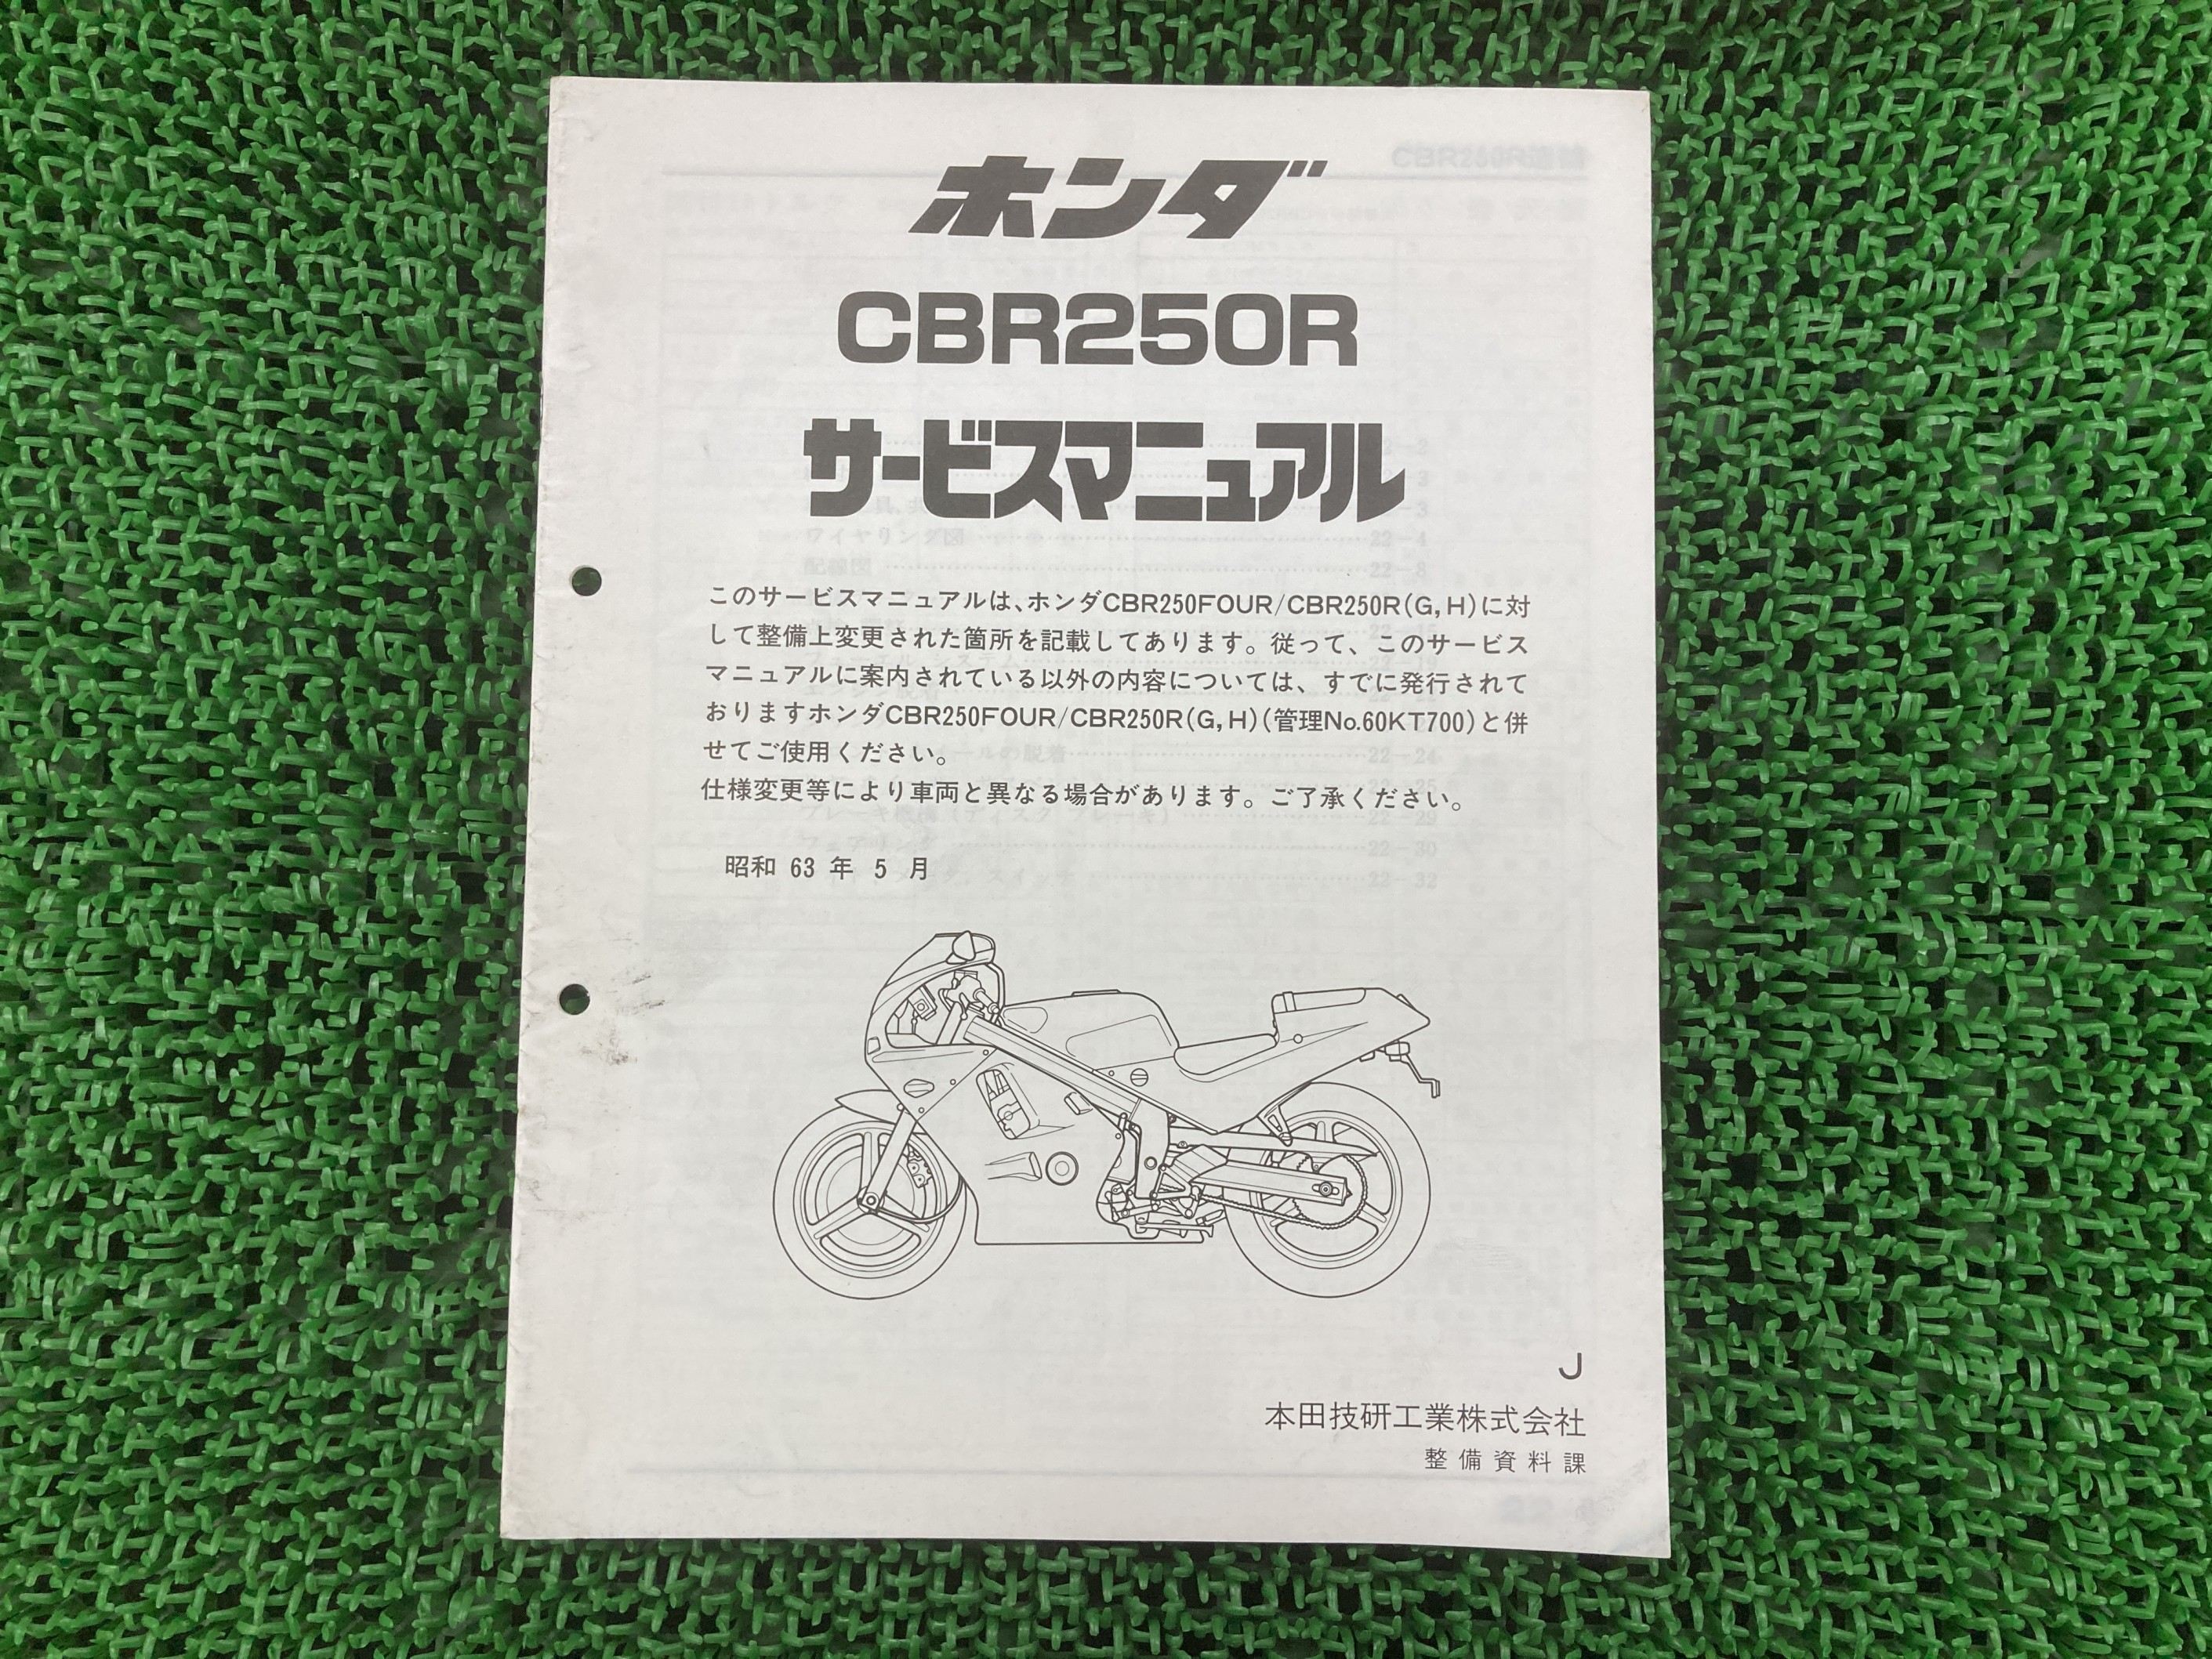 ホンダ
CBR250R
サービスマニュアル
このサービスマニュアルは、ホンダCBR250FOUR/CBR250R(G,H)に対
して整備上変更された箇所を記載してあります。従って、このサービス
マニュアルに案内されている以外の内容については、すでに発行されて
おりますホンダCBR250FOUR/CBR250R(G,H)(管理No.60KT700)と併
せてご使用ください。
仕様変更等により車両と異なる場合があります。ご了承ください。
昭和 63 年 5 月
J
本田技研工業株式会社
整備資料課